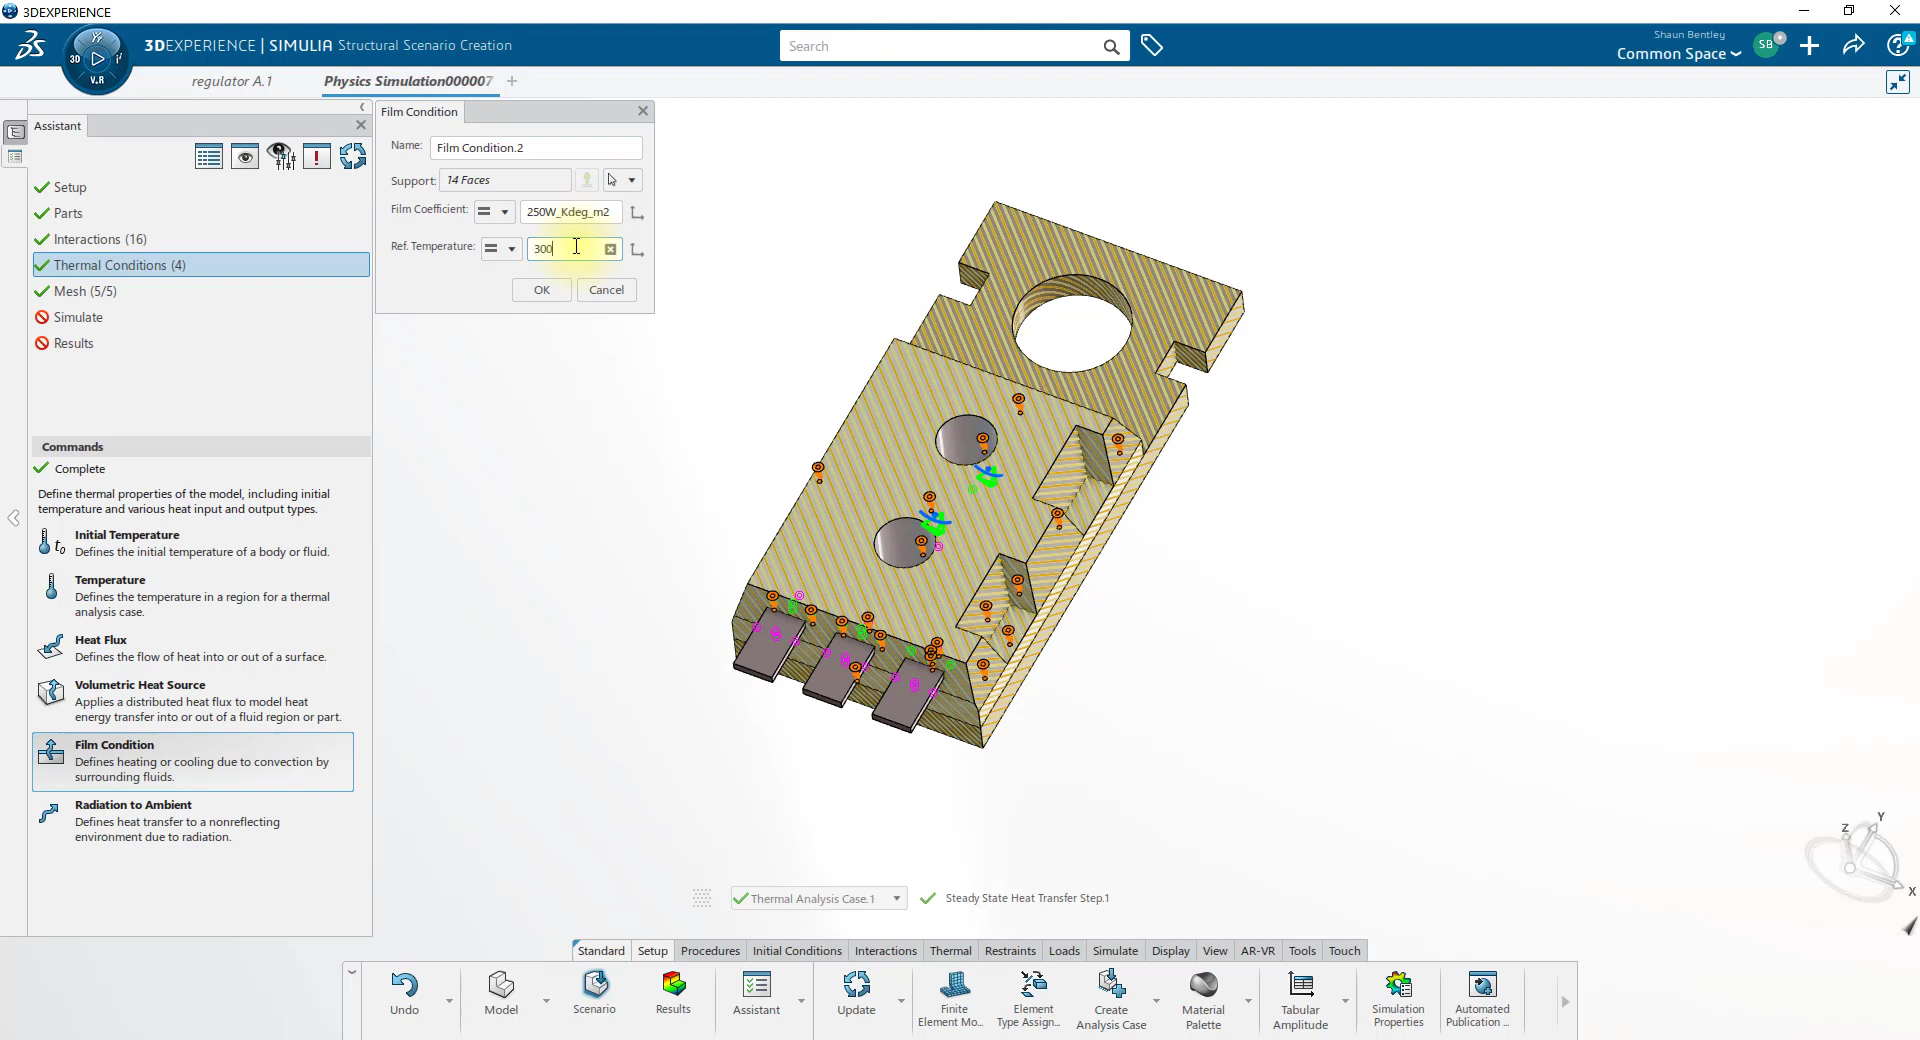 3DEXPERIENCE
3DEXPERIENCE | SIMULIA Structural Scenario Creation
Search
Shaun Bentley
Common Space
SB
3D
V.R
regulator A.1
Physics Simulation000007
Assistant
Setup
Parts
Interactions (16)
Thermal Conditions (4)
Mesh (5/5)
Simulate
Results
Film Condition
Name: Film Condition.2
Support: 14 Faces
Film Coefficient: 250W_Kdeg_m2
Ref. Temperature: 300
OK Cancel
Commands
Complete
Define thermal properties of the model, including initial
temperature and various heat input and output types.
Initial Temperature
Defines the initial temperature of a body or fluid.
Temperature
Defines the temperature in a region for a thermal
analysis case.
Heat Flux
Defines the flow of heat into or out of a surface.
Volumetric Heat Source
Applies a distributed heat flux to model heat
energy transfer into or out of a fluid region or part.
Film Condition
Defines heating or cooling due to convection by
surrounding fluids.
Radiation to Ambient
Defines heat transfer to a nonreflecting
environment due to radiation.
Z Y
X
Thermal Analysis Case.1 Steady State Heat Transfer Step.1
Standard Setup Procedures Initial Conditions Interactions Thermal Restraints Loads Simulate Display View AR-VR Tools Touch
Undo
Model
Scenario
Results
Assistant
Update
Finite
Element Mo...
Element
Type Assign...
Create
Analysis Case
Material
Palette
Tabular
Amplitude
Simulation
Properties
Automated
Publication ...